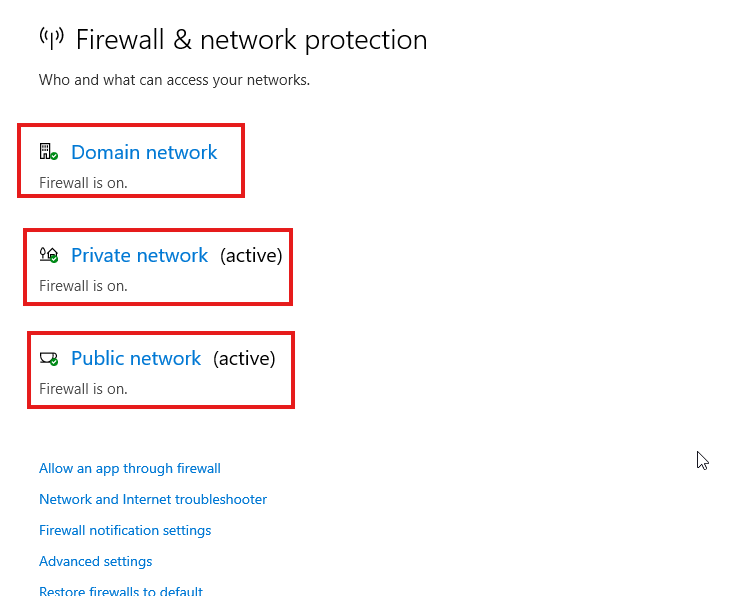 Firewall & network protection
Who and what can access your networks.
Domain network
Firewall is on.
Private network (active)
Firewall is on.
Public network (active)
Firewall is on.
Allow an app through firewall
Network and Internet troubleshooter
Firewall notification settings
Advanced settings
Restore firewalls to default